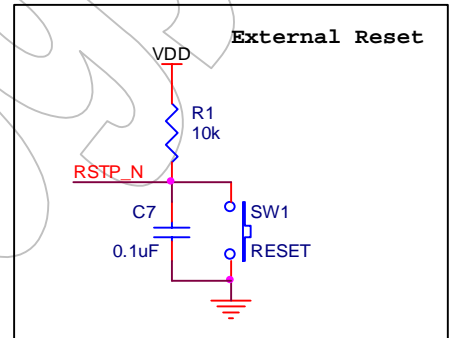 External Reset
VDD
R1
10k
RSTP_N
C7
SW1
0.1uF
RESET